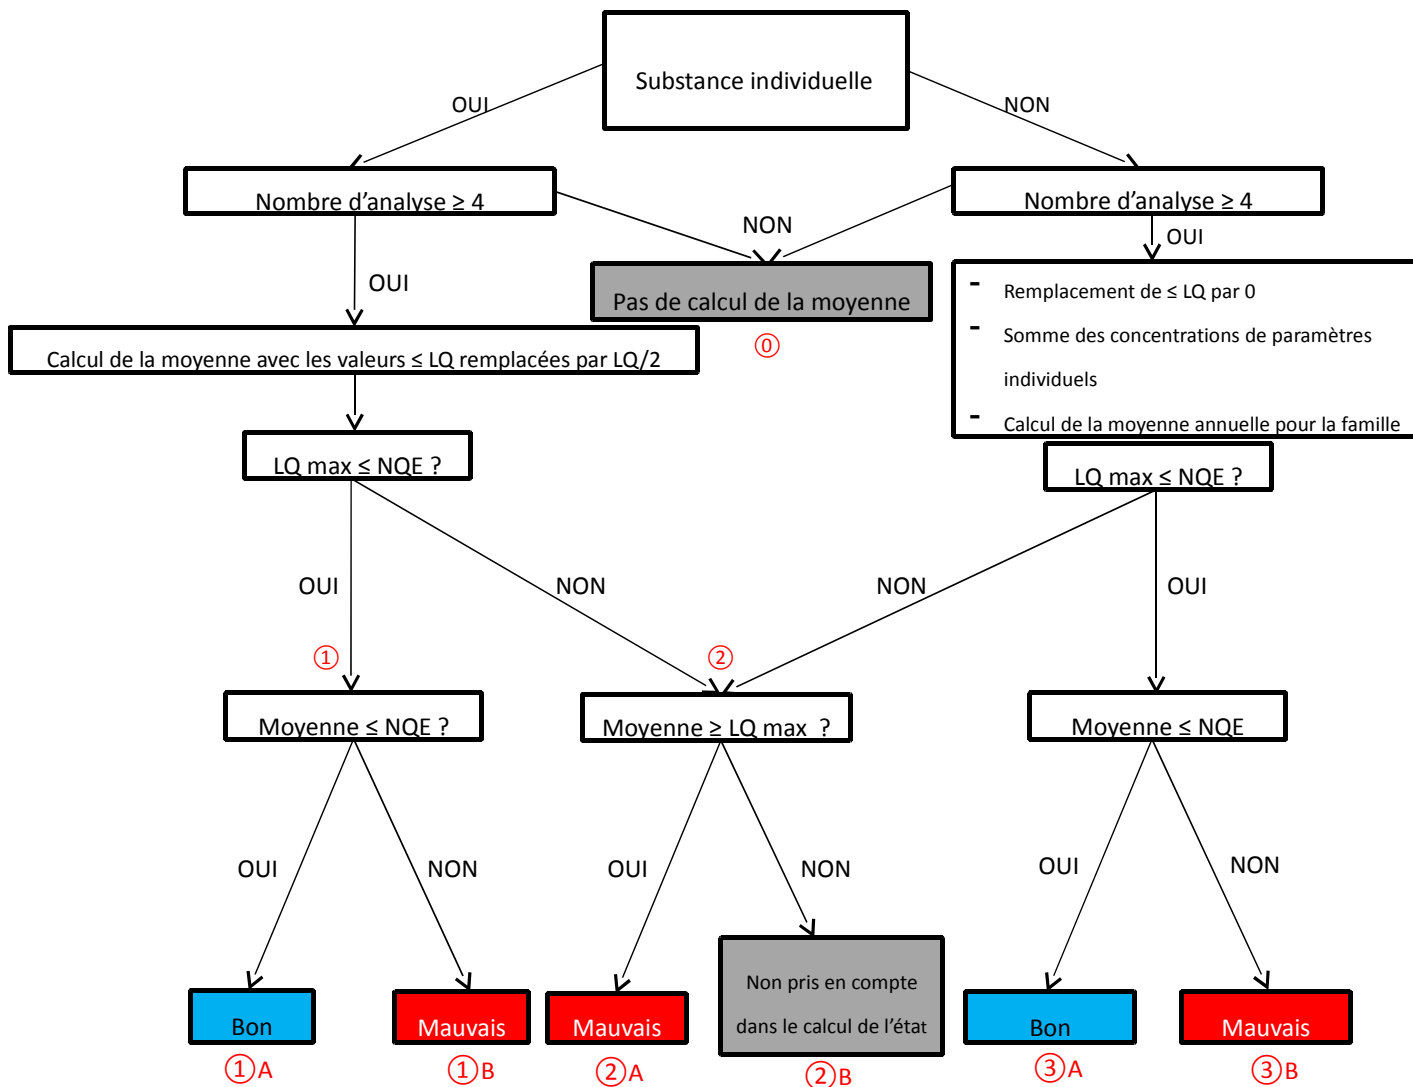 Substance individuelle
OUI
NON
Nombre d'analyse ≥ 4
NON
Nombre d'analyse ≥ 4
OUI
OUI
Pas de calcul de la moyenne
⓪
- Remplacement de ≤ LQ par 0
- Somme des concentrations de paramètres
individuels
- Calcul de la moyenne annuelle pour la famille
Calcul de la moyenne avec les valeurs ≤ LQ remplacées par LQ/2
LQ max ≤ NQE ?
LQ max ≤ NQE ?
OUI
NON
NON
OUI
①
②
Moyenne ≤ NQE ?
Moyenne ≥ LQ max ?
Moyenne ≤ NQE
OUI
NON
OUI
NON
OUI
NON
Bon
Mauvais
Mauvais
Non pris en compte
dans le calcul de l'état
Bon
Mauvais
①A
①B
②A
②B
③A
③B